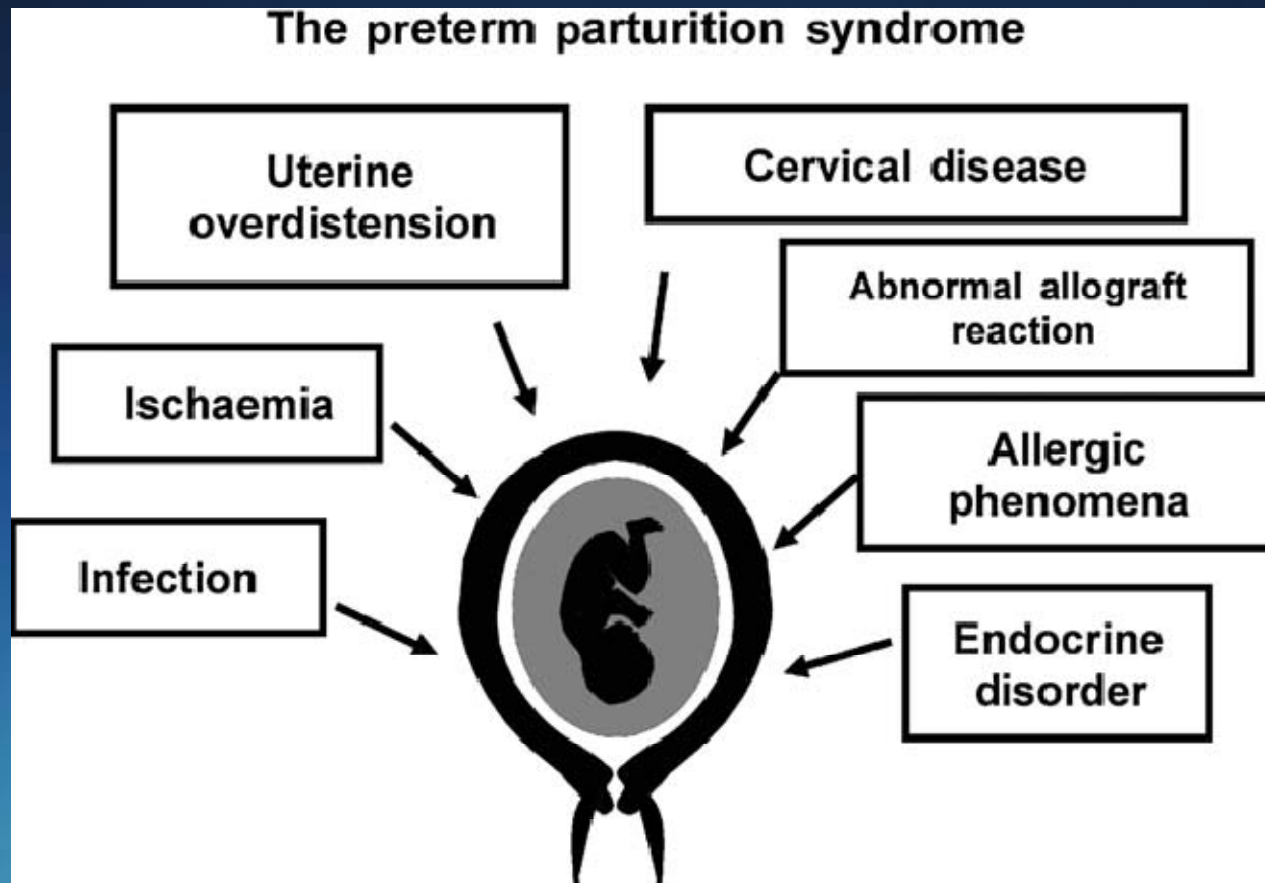 The preterm parturition syndrome
Uterine
overdistension
Cervical disease
Abnormal allograft
reaction
Ischaemia
Allergic
phenomena
Infection
Endocrine
disorder